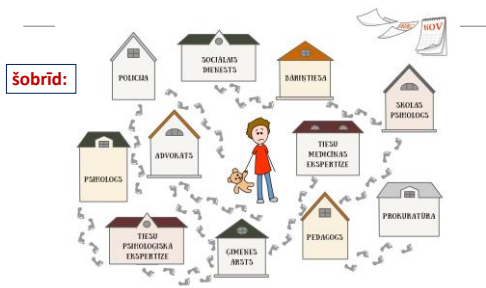 NOV
šobrīd:
POLICIJA
SOCIĀLAIS
DIENESTS
BĀRIŅTIESA
SKOLAS
PSIHOLOGS
PSIHOLOGS
ADVOKĀTS
TIESU
MEDICĪNAS
EKSPERTĪZE
PROKURATŪRA
TIESU
PSIHOLOĢISKĀ
EKSPERTĪZE
ĢIMENES
ĀRSTS
PEDAGOGS